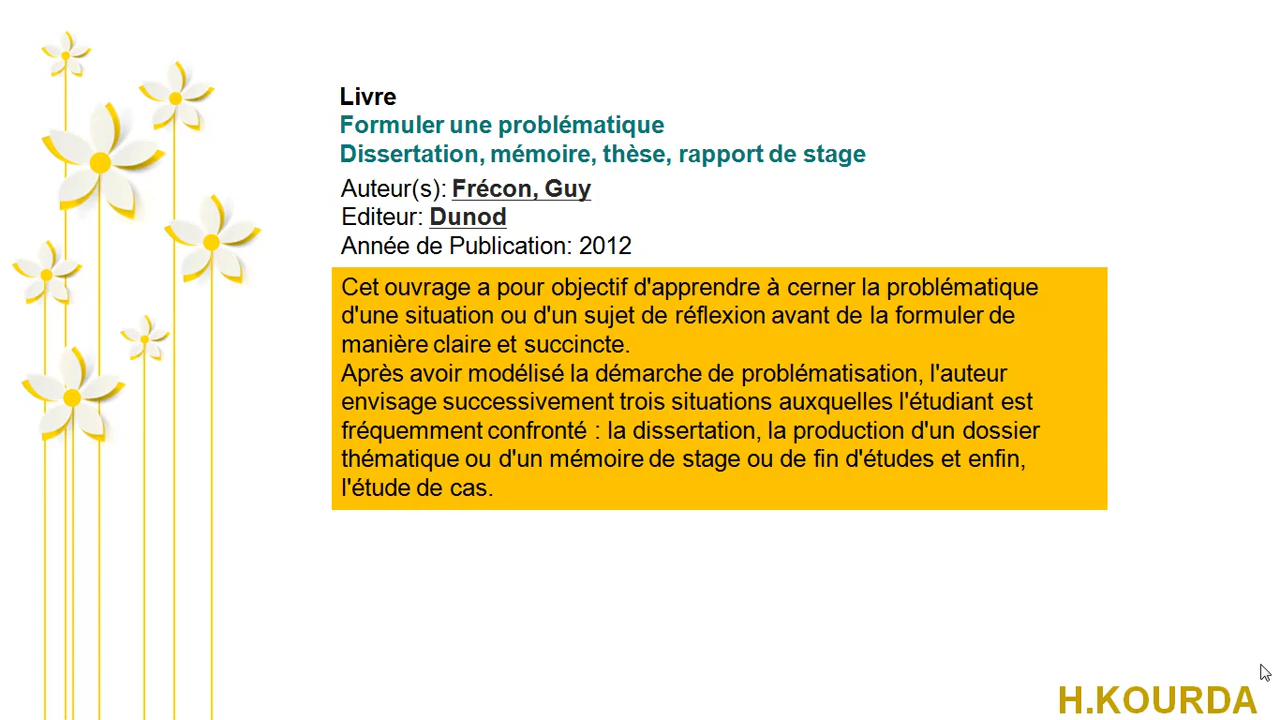 Livre
Formuler une problématique
Dissertation, mémoire, thèse, rapport de stage
Auteur(s): Frécon, Guy
Editeur: Dunod
Année de Publication: 2012
Cet ouvrage a pour objectif d'apprendre à cerner la problématique
d'une situation ou d'un sujet de réflexion avant de la formuler de
manière claire et succincte.
Après avoir modélisé la démarche de problématisation, l'auteur
envisage successivement trois situations auxquelles l'étudiant est
fréquemment confronté : la dissertation, la production d'un dossier
thématique ou d'un mémoire de stage ou de fin d'études et enfin,
l'étude de cas.
H.KOURDA